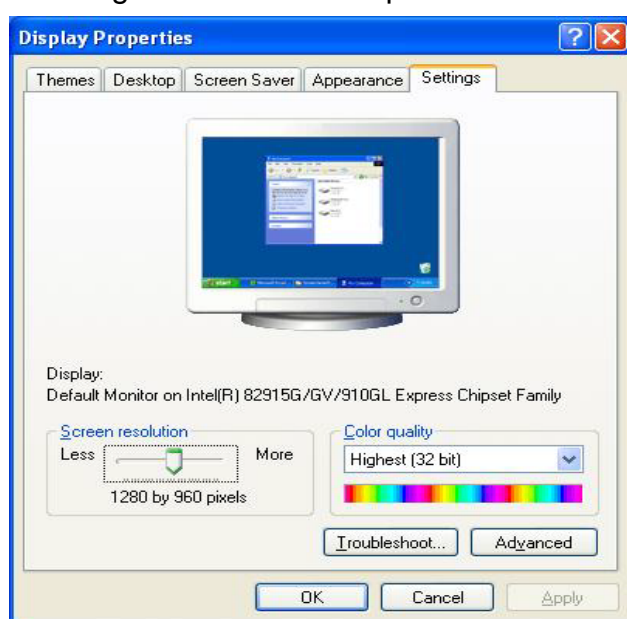 Display Properties
Themes Desktop Screen Saver Appearance Settings
start
Display:
Default Monitor on Intel(R) 82915G/GV/910GL Express Chipset Family
Screen resolution
Less More
1280 by 960 pixels
Color quality
Highest (32 bit)
Troubleshoot... Advanced
OK Cancel Apply